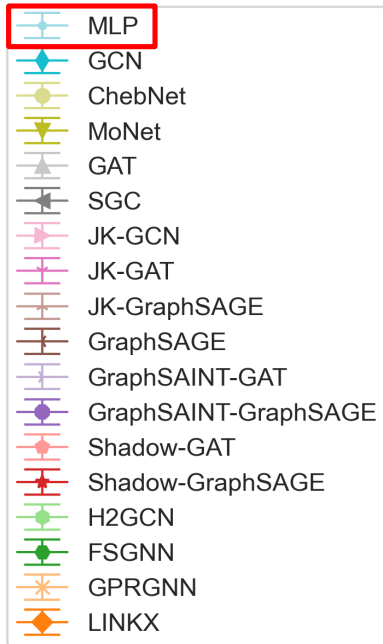 MLP
GCN
ChebNet
MoNet
GAT
SGC
JK-GCN
JK-GAT
JK-GraphSAGE
GraphSAGE
GraphSAINT-GAT
GraphSAINT-GraphSAGE
Shadow-GAT
Shadow-GraphSAGE
H2GCN
FSGNN
GPRGNN
LINKX